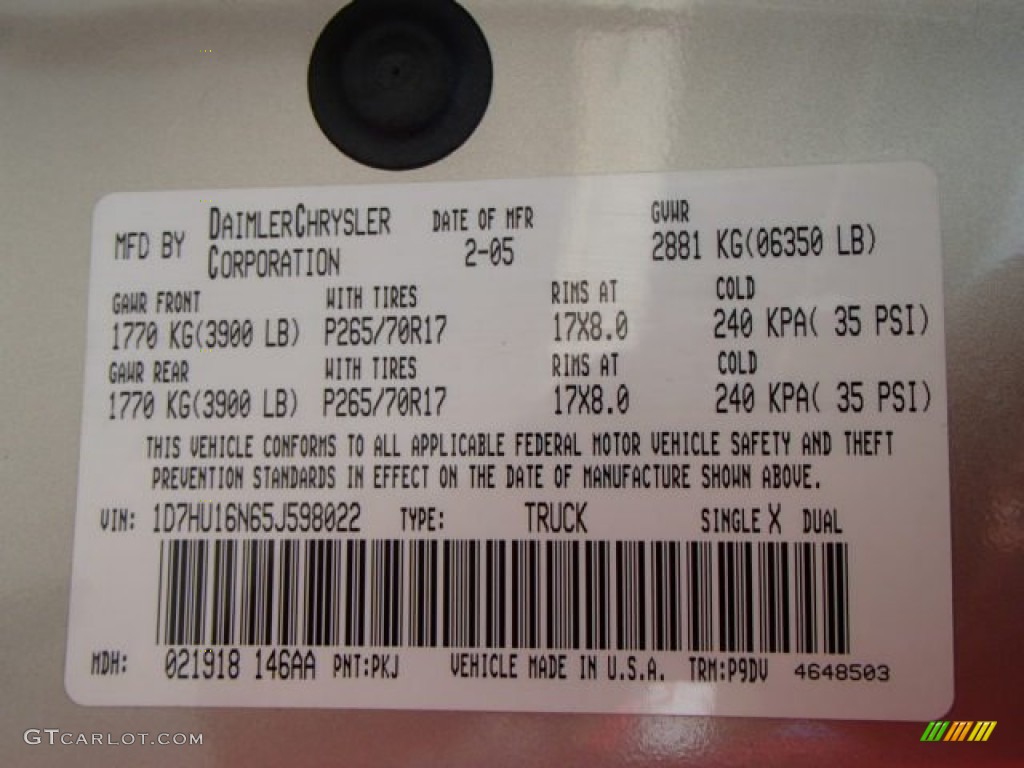 MFD BY DAIMLERCHRYSLER CORPORATION DATE OF MFR 2-05 GVWR 2881 KG(06350 LB)
GAWR FRONT WITH TIRES RIMS AT COLD
1770 KG(3900 LB) P265/70R17 17X8.0 240 KPA( 35 PSI)
GAWR REAR WITH TIRES RIMS AT COLD
1770 KG(3900 LB) P265/70R17 17X8.0 240 KPA( 35 PSI)
THIS VEHICLE CONFORMS TO ALL APPLICABLE FEDERAL MOTOR VEHICLE SAFETY AND THEFT
PREVENTION STANDARDS IN EFFECT ON THE DATE OF MANUFACTURE SHOWN ABOVE.
VIN: 1D7HU16N65J598022 TYPE: TRUCK SINGLE X DUAL
MDH: 021918 146AA PNT:PKJ VEHICLE MADE IN U.S.A. TRM:P9DV 4648503
GTCARLOT.COM